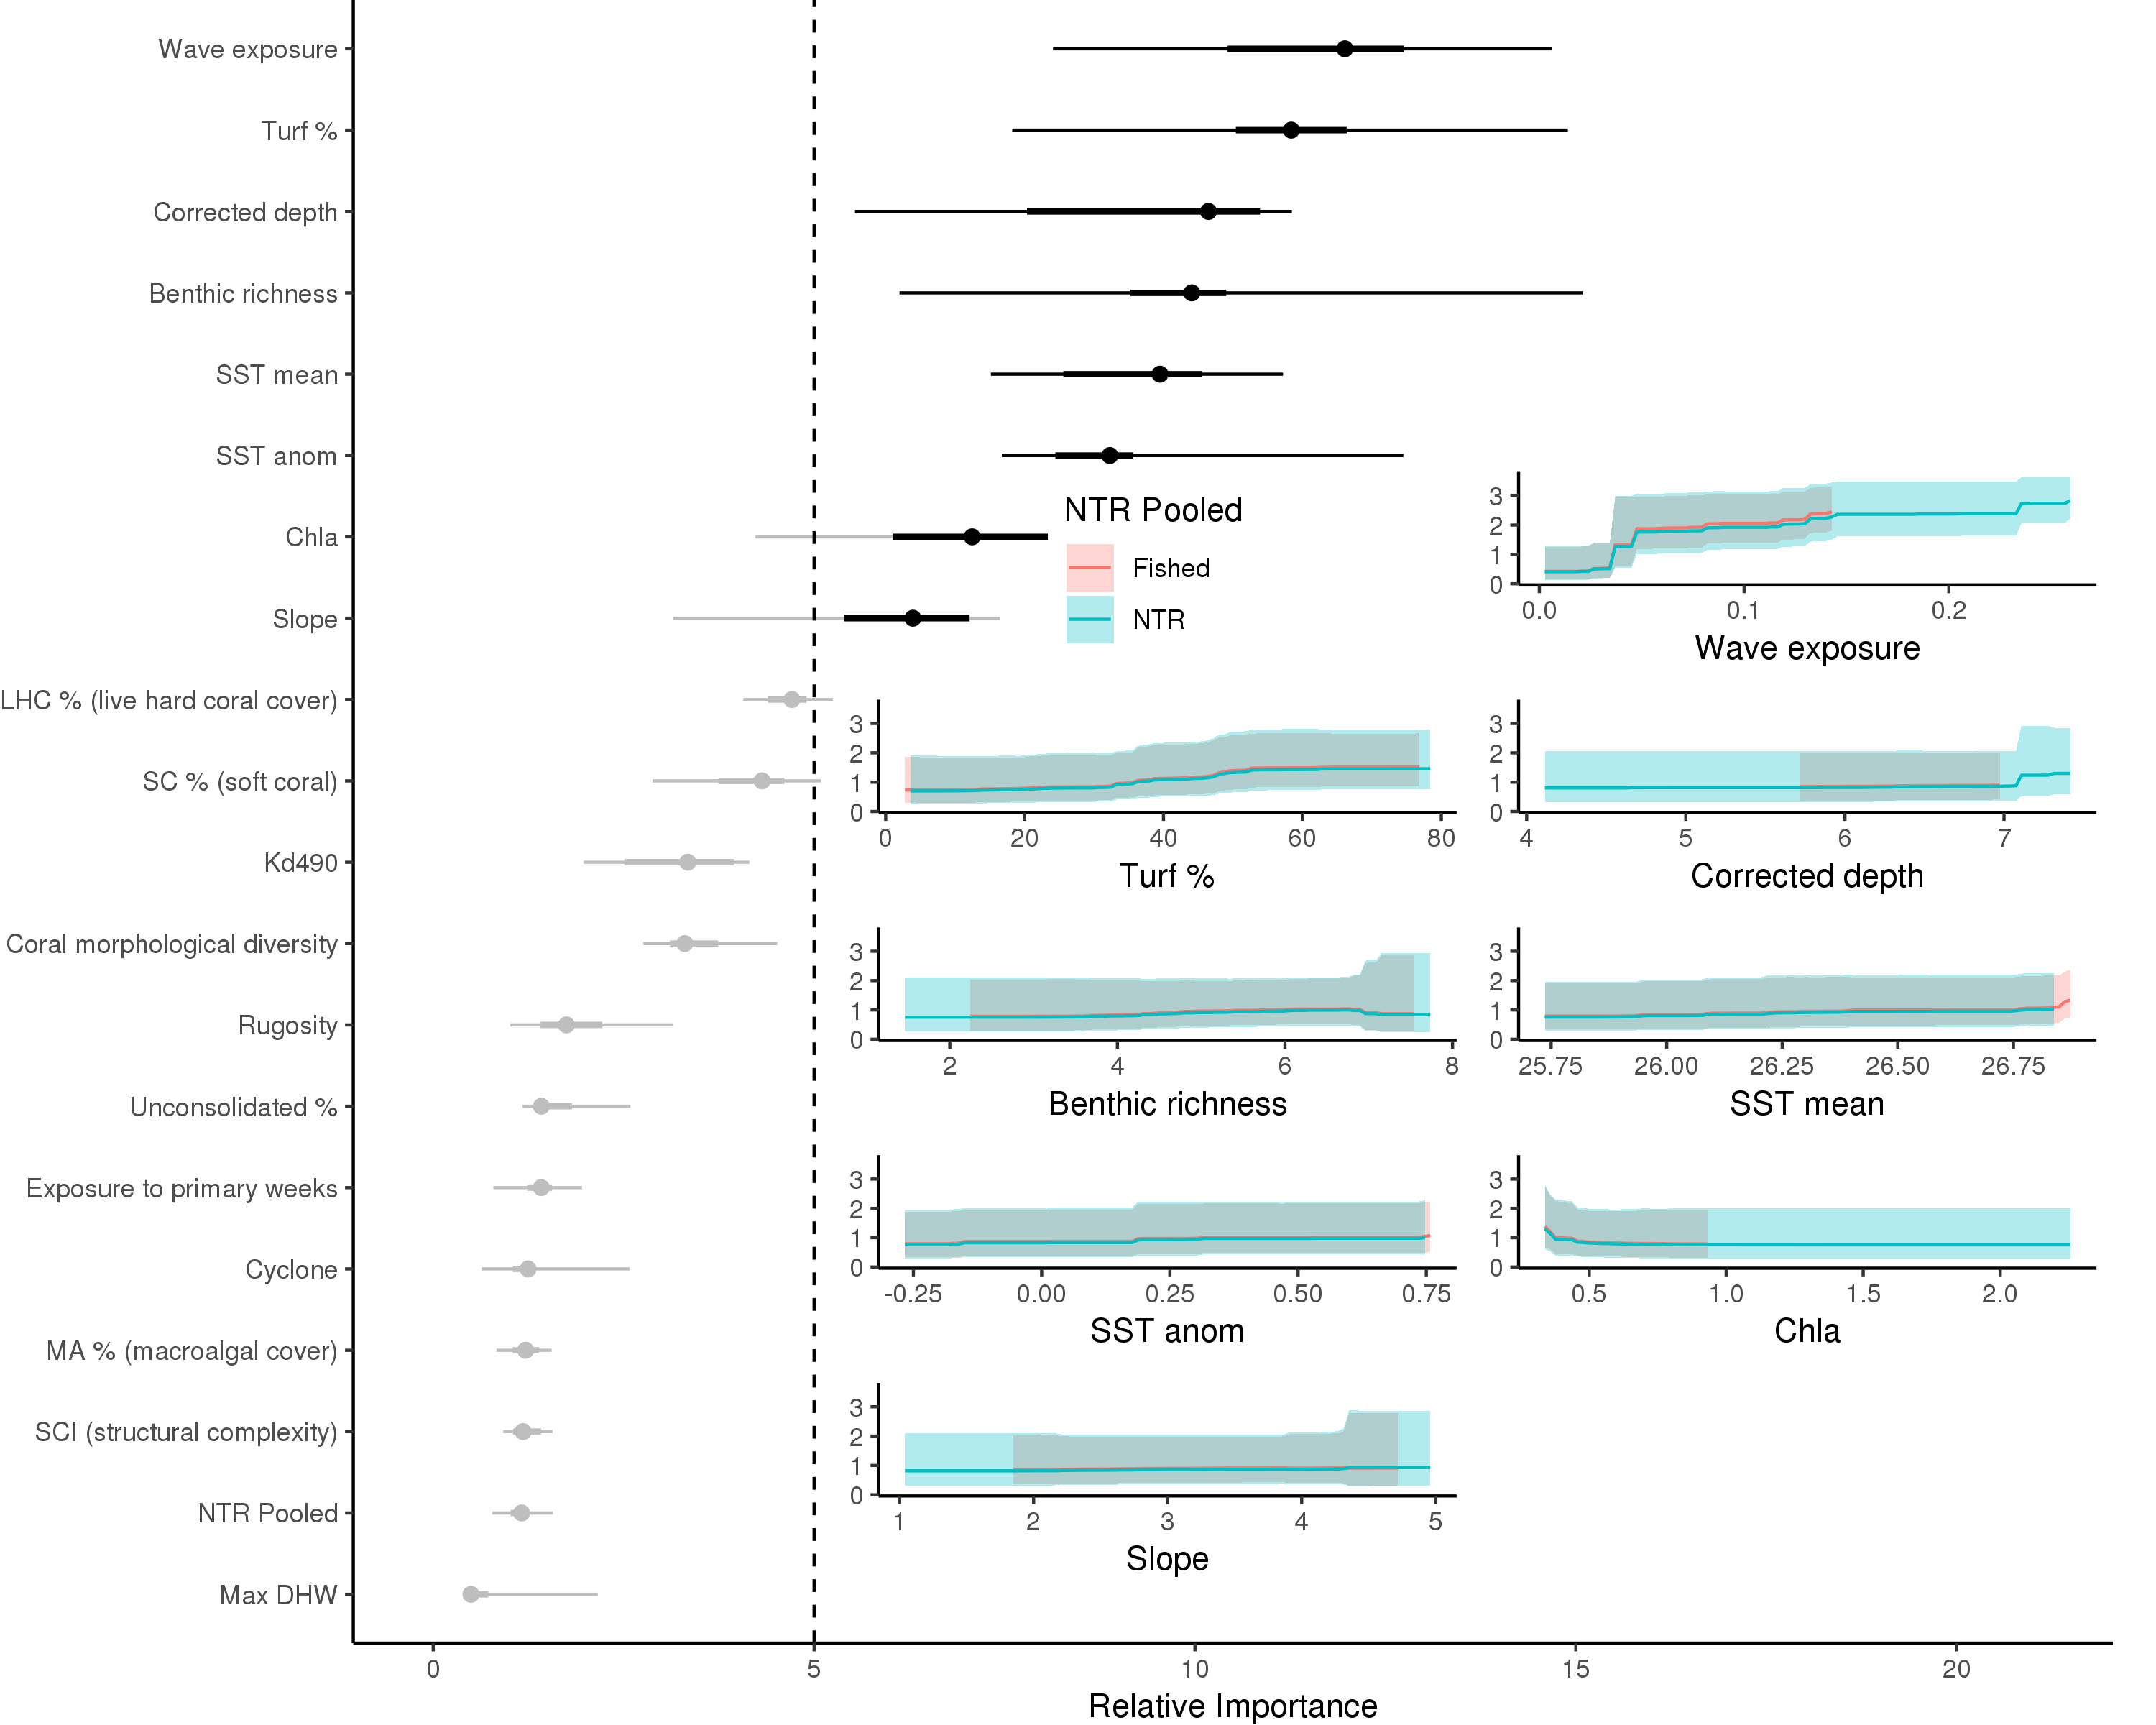 Wave exposure
Turf %
Corrected depth
Benthic richness
SST mean
SST anom
Chla
Slope
LHC % (live hard coral cover)
SC % (soft coral)
Kd490
Coral morphological diversity
Rugosity
Unconsolidated %
Exposure to primary weeks
Cyclone
MA % (macroalgal cover)
SCI (structural complexity)
NTR Pooled
Max DHW
0 5 10 15 20
Relative Importance
NTR Pooled
Fished
NTR
3
2
1
0
0.0 0.1 0.2
Wave exposure
3
2
1
0
0 20 40 60 80
Turf %
3
2
1
0
4 5 6 7
Corrected depth
3
2
1
0
2 4 6 8
Benthic richness
3
2
1
0
25.75 26.00 26.25 26.50 26.75
SST mean
3
2
1
0
-0.25 0.00 0.25 0.50 0.75
SST anom
3
2
1
0
0.5 1.0 1.5 2.0
Chla
3
2
1
0
1 2 3 4 5
Slope